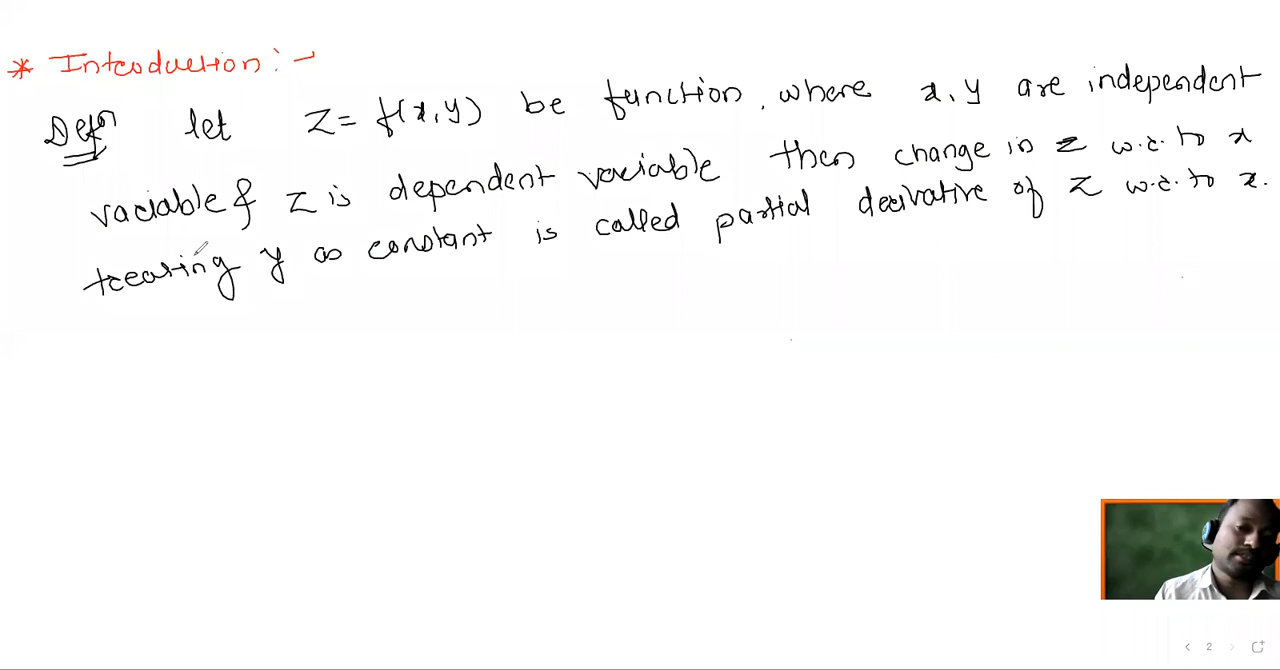 * Introduction:-
Defn let z = f(x,y) be function, where x, y are independent
variable & z is dependent variable then change in z w.r. to x
treating y as constant is called partial derivative of z w.r. to x.
2